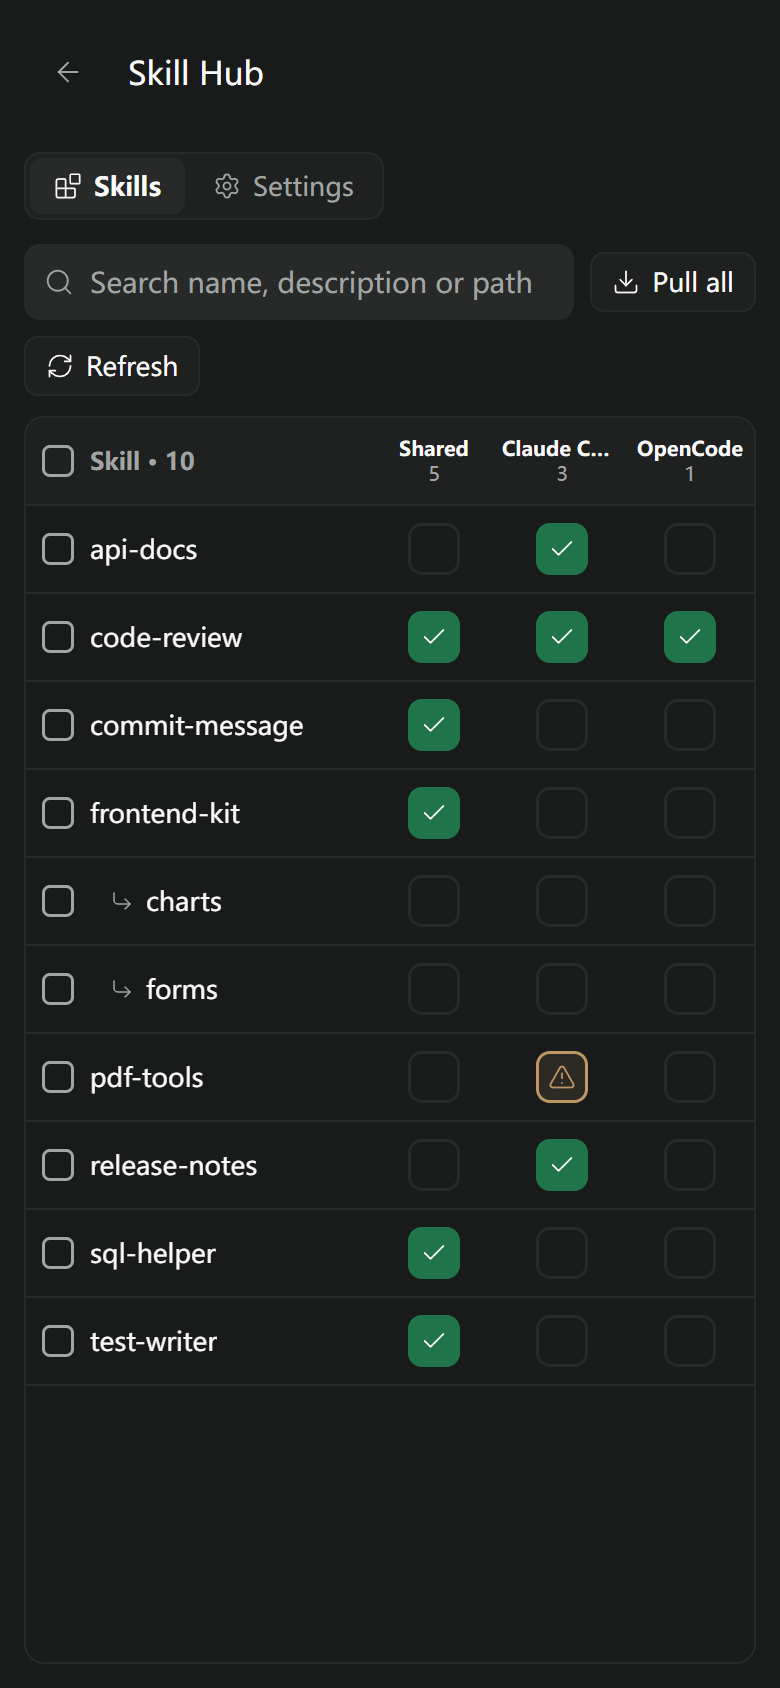 Skill Hub
Skills
Settings
Search name, description or path
Pull all
Refresh
Skill • 10
Shared
5
Claude C...
3
OpenCode
1
api-docs
code-review
commit-message
frontend-kit
charts
forms
pdf-tools
release-notes
sql-helper
test-writer